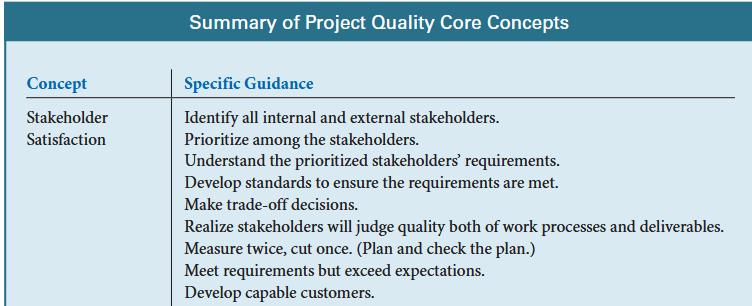 Summary of Project Quality Core Concepts
Concept Specific Guidance
Stakeholder Identify all internal and external stakeholders.
Satisfaction Prioritize among the stakeholders.
Understand the prioritized stakeholders’ requirements.
Develop standards to ensure the requirements are met.
Make trade-off decisions.
Realize stakeholders will judge quality both of work processes and deliverables.
Measure twice, cut once. (Plan and check the plan.)
Meet requirements but exceed expectations.
Develop capable customers.